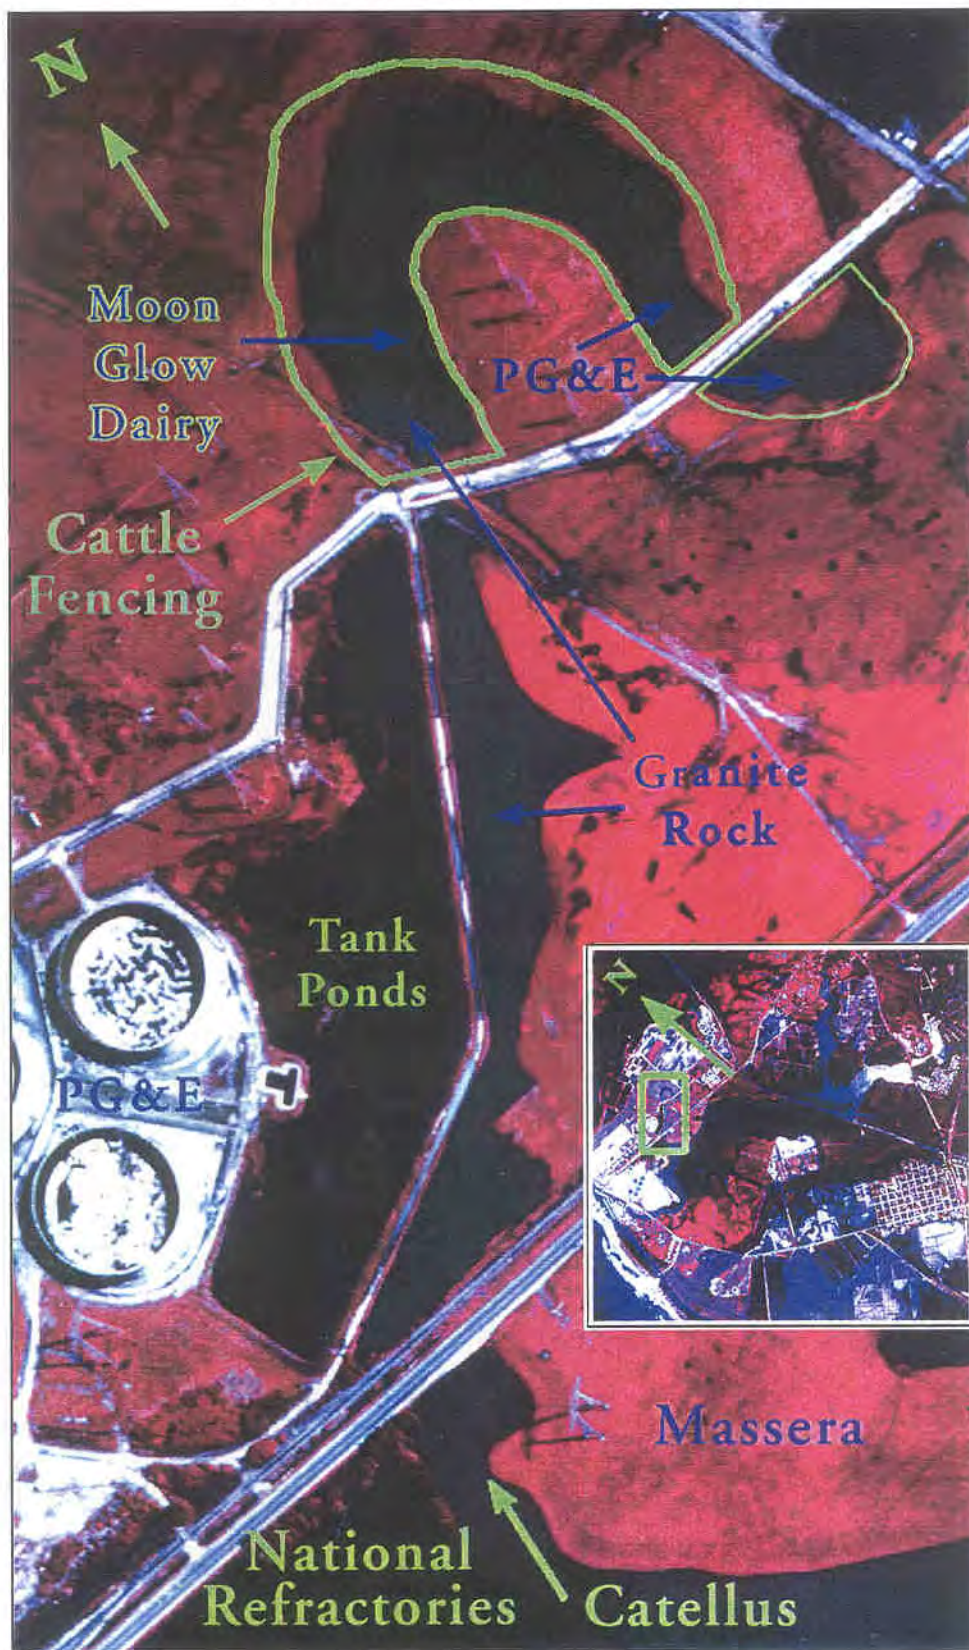 N
Moon
Glow
Dairy
PG&E
Cattle
Fencing
Granite
Rock
Tank
Ponds
PG&E
N
Massera
National
Refractories
Catellus